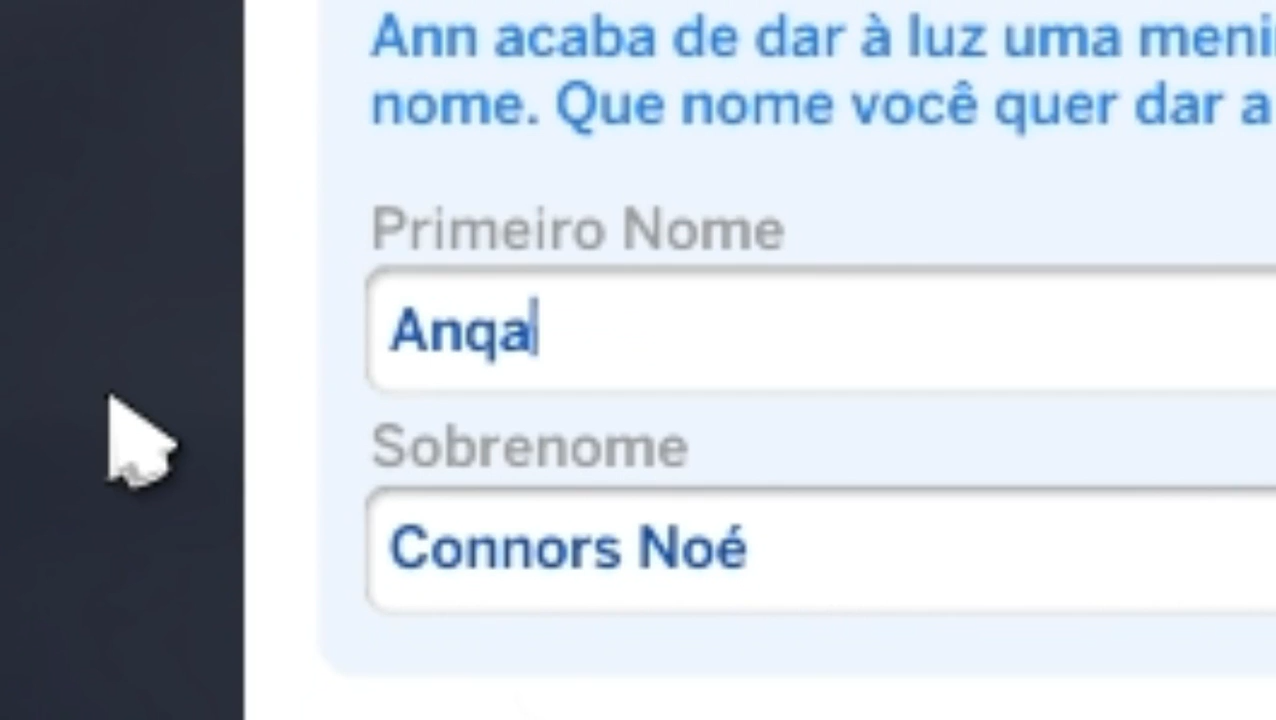 Ann acaba de dar à luz uma meni
nome. Que nome você quer dar a
Primeiro Nome
Anqa
Sobrenome
Connors Noé